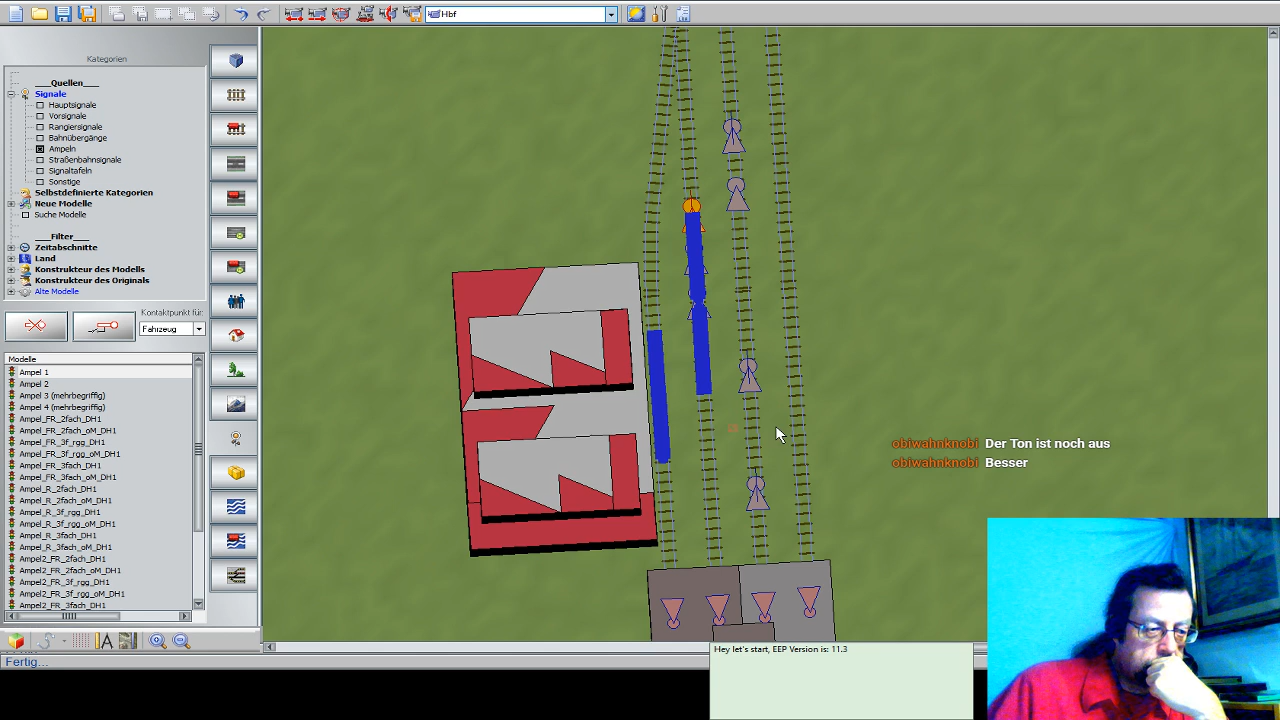 Hbf
Kategorien
___Quellen___
Signale
Hauptsignale
Vorsignale
Rangiersignale
Bahnübergänge
Ampeln
Straßenbahnsignale
Signaltafeln
Sonstige
Selbstdefinierte Kategorien
Neue Modelle
Suche Modelle
___Filter___
Zeitabschnitte
Land
Konstrukteur des Modells
Konstrukteur des Originals
Alte Modelle
Kontaktpunkt für:
Fahrzeug
Modelle
Ampel 1
Ampel 2
Ampel 3 (mehrbegriffig)
Ampel 4 (mehrbegriffig)
Ampel_FR_2fach_DH1
Ampel_FR_2fach_oM_DH1
Ampel_FR_3f_rgg_DH1
Ampel_FR_3f_rgg_oM_DH1
Ampel_FR_3fach_DH1
Ampel_FR_3fach_oM_DH1
Ampel_R_2fach_DH1
Ampel_R_2fach_oM_DH1
Ampel_R_3f_rgx_DH1
Ampel_R_3f_rgx_oM_DH1
Ampel_R_3fach_DH1
Ampel_R_3fach_oM_DH1
Ampel2_FR_2fach_DH1
Ampel2_FR_2fach_oM_DH1
Ampel2_FR_3f_rgg_DH1
Ampel2_FR_3f_rgg_oM_DH1
Ampel2_FR_3fach_DH1
Fertig...
obiwahnknobi Der Ton ist noch aus
obiwahnknobi Besser
Hey let's start, EEP Version is: 11.3